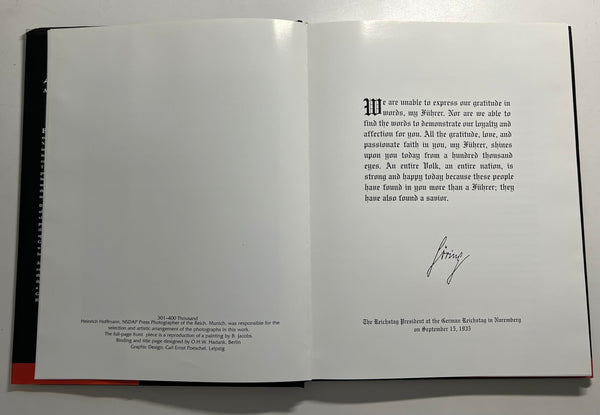 301-400 Thousand
Heinrich Hoffmann, NSDAP Press Photographer of the Reich, Munich, was responsible for the
selection and artistic arrangement of the photographs in this work.
The full-page front piece is a reproduction of a painting by B. Jacobs.
Binding and title page designed by O.H.W. Hadank, Berlin
Graphic Design: Carl Ernst Poeschel, Leipzig
We are unable to express our gratitude in
words, my Führer. Nor are we able to
find the words to demonstrate our loyalty and
affection for you. All the gratitude, love, and
passionate faith in you, my Führer, shines
upon you today from a hundred thousand
eyes. An entire Volk, an entire nation, is
strong and happy today because these people
have found in you more than a Führer; they
have also found a savior.
Göring
The Reichstag President at the German Reichstag in Nuremberg
on September 15, 1935